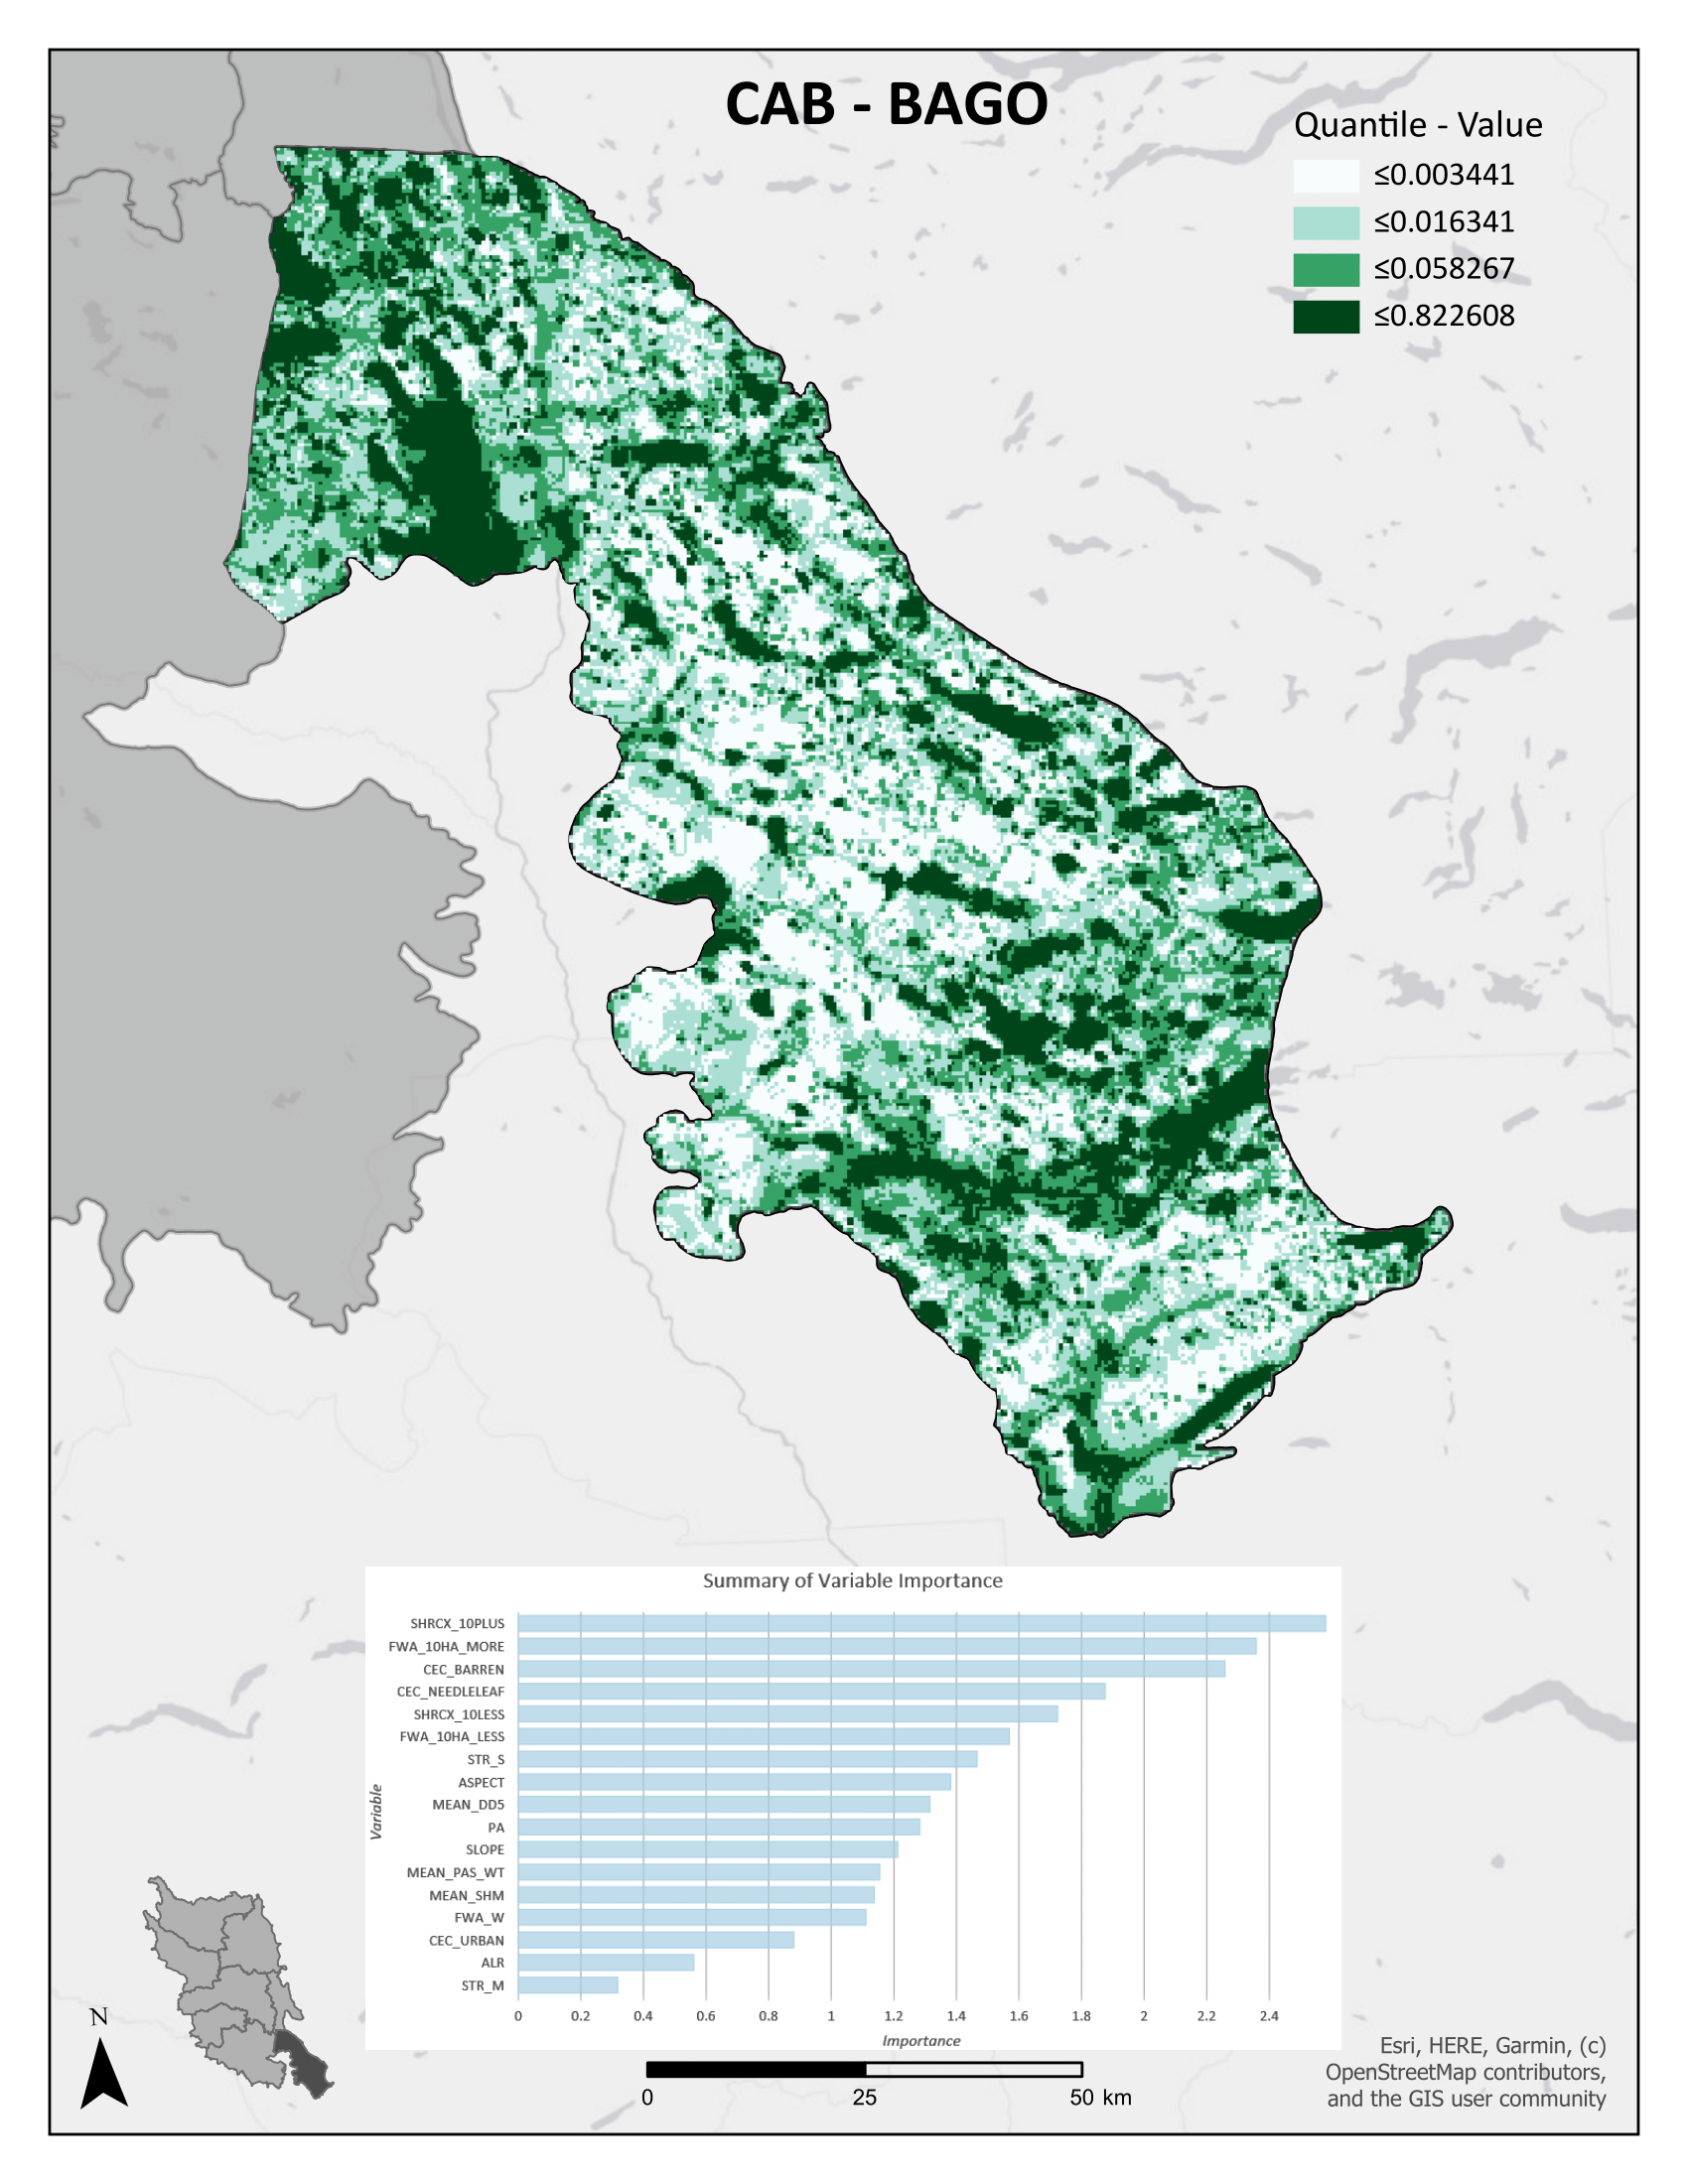 CAB - BAGO
Quantile - Value
≤0.003441
≤0.016341
≤0.058267
≤0.822608
Summary of Variable Importance
SHRCX_10PLUS
FWA_10HA_MORE
CEC_BARREN
CEC_NEEDLELEAF
SHRCX_10LESS
FWA_10HA_LESS
STR_S
ASPECT
MEAN_DD5
PA
SLOPE
MEAN_PAS_WT
MEAN_SHM
FWA_W
CEC_URBAN
ALR
STR_M
Variable
0 0.2 0.4 0.6 0.8 1 1.2 1.4 1.6 1.8 2 2.2 2.4
Importance
N
0 25 50 km
Esri, HERE, Garmin, (c)
OpenStreetMap contributors,
and the GIS user community